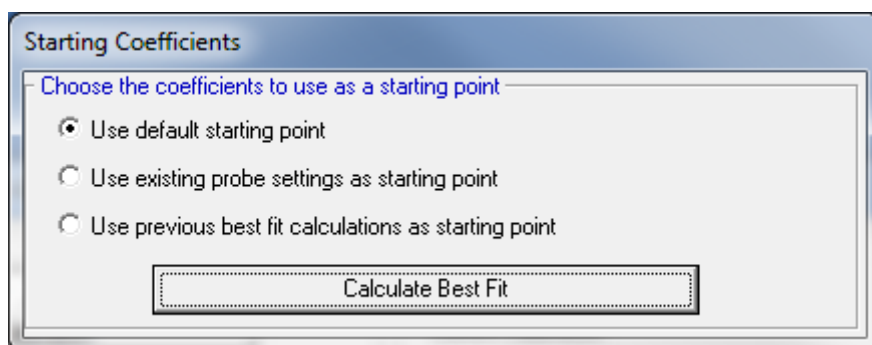 Starting Coefficients
Choose the coefficients to use as a starting point
Use default starting point
Use existing probe settings as starting point
Use previous best fit calculations as starting point
Calculate Best Fit